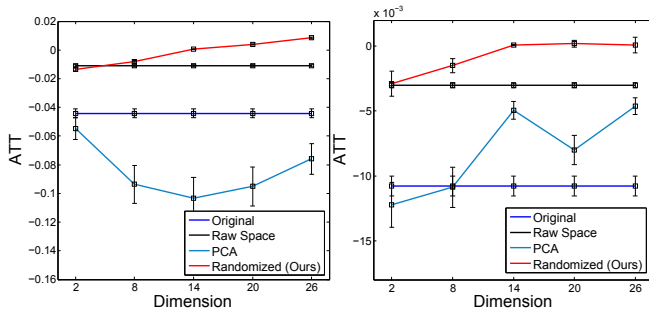 0.02
0
−0.02
−0.04
−0.06
−0.08
−0.1
−0.12
−0.14
−0.16
ATT
2 8 14 20 26
Dimension
Original
Raw Space
PCA
Randomized (Ours)
x 10⁻³
0
−5
−10
−15
ATT
2 8 14 20 26
Dimension
Original
Raw Space
PCA
Randomized (Ours)